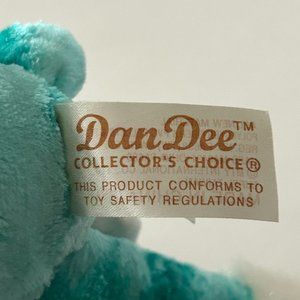 DanDee™
COLLECTOR'S CHOICE®
THIS PRODUCT CONFORMS TO
TOY SAFETY REGULATIONS